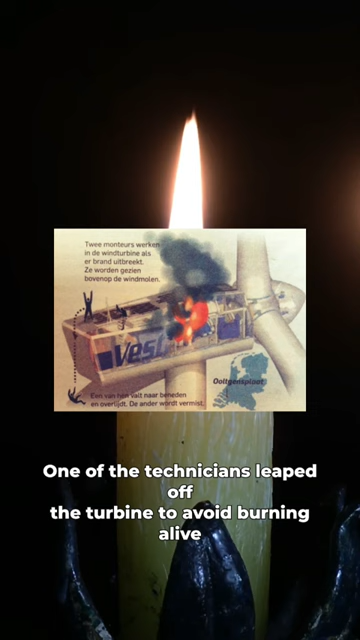 Twee monteurs werken
in de windturbine als
er brand uitbreekt.
Ze worden gezien
bovenop de windmolen.
Vest
Ooltgensplaat
Een van hen valt naar beneden
en overlijdt. De ander wordt vermist.
One of the technicians leaped
off
the turbine to avoid burning
alive